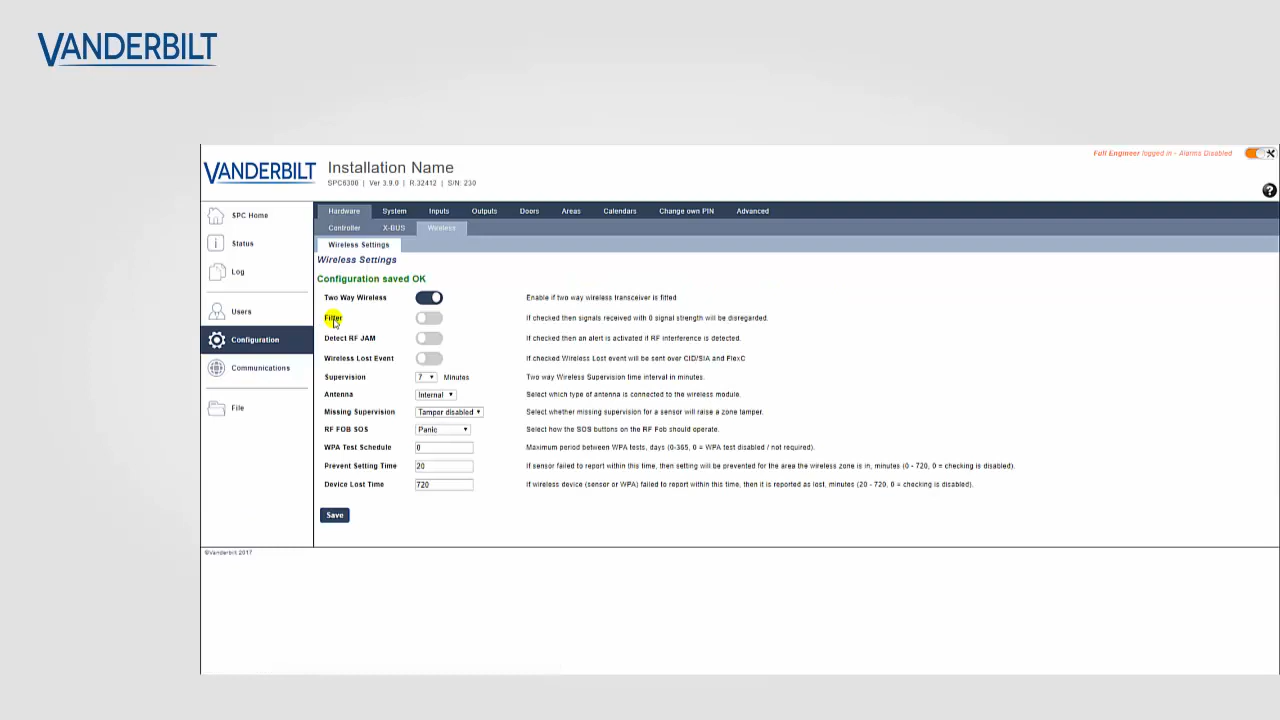 VANDERBILT
VANDERBILT
Installation Name
SPC6300 | Ver 3.9.0 | R.32412 | S/N: 230
Full Engineer logged in - Alarms Disabled
SPC Home
Status
Log
Users
Configuration
Communications
File
Hardware System Inputs Outputs Doors Areas Calendars Change own PIN Advanced
Controller X-BUS Wireless
Wireless Settings
Wireless Settings
Configuration saved OK
Two Way Wireless Enable if two way wireless transceiver is fitted
Filter If checked then signals received with 0 signal strength will be disregarded.
Detect RF JAM If checked then an alert is activated if RF interference is detected.
Wireless Lost Event If checked Wireless Lost event will be sent over CID/SIA and FlexC
Supervision 7 Minutes Two way Wireless Supervision time interval in minutes.
Antenna Internal Select which type of antenna is connected to the wireless module.
Missing Supervision Tamper disabled Select whether missing supervision for a sensor will raise a zone tamper.
RF FOB SOS Panic Select how the SOS buttons on the RF Fob should operate.
WPA Test Schedule 0 Maximum period between WPA tests, days (0-365, 0 = WPA test disabled / not required).
Prevent Setting Time 20 If sensor failed to report within this time, then setting will be prevented for the area the wireless zone is in, minutes (0 - 720, 0 = checking is disabled).
Device Lost Time 720 If wireless device (sensor or WPA) failed to report within this time, then it is reported as lost, minutes (20 - 720, 0 = checking is disabled).
Save
©Vanderbilt 2017